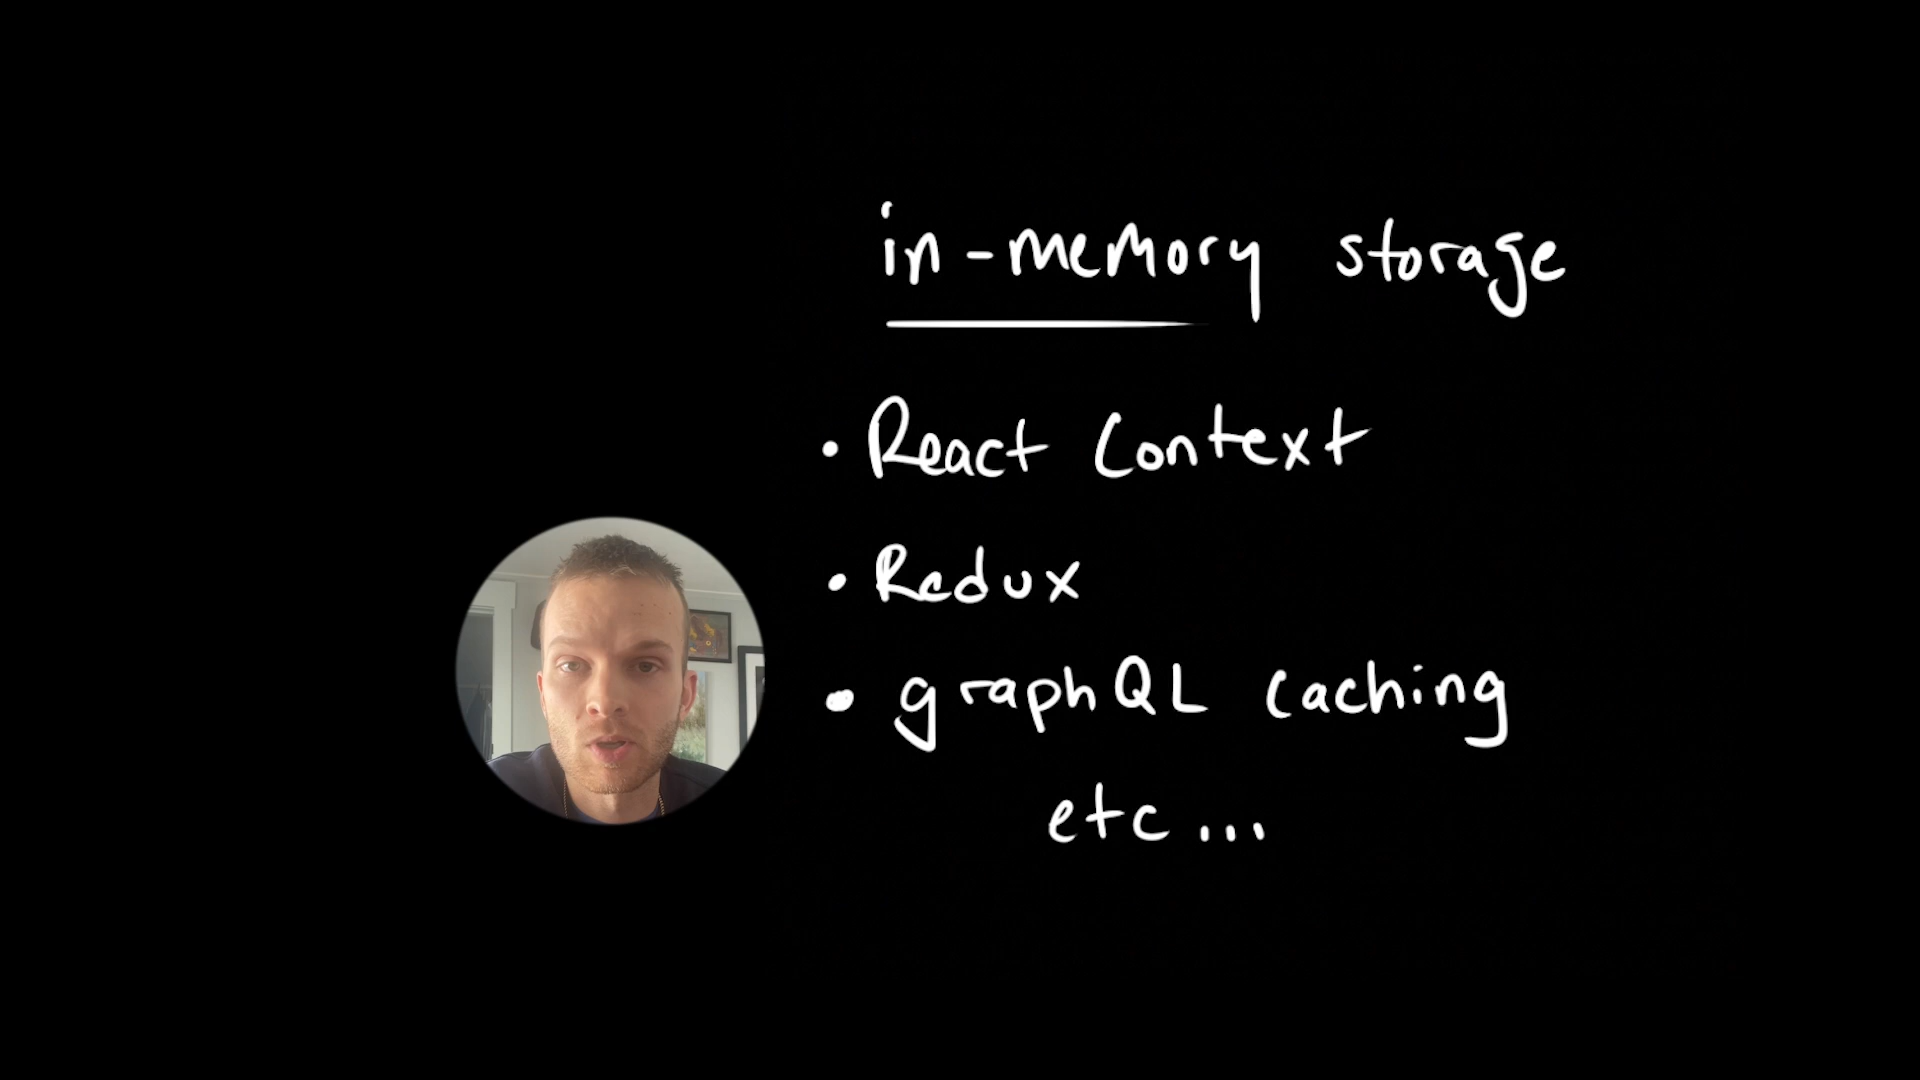 in-memory storage
• React Context
• Redux
• graphQL caching
etc...